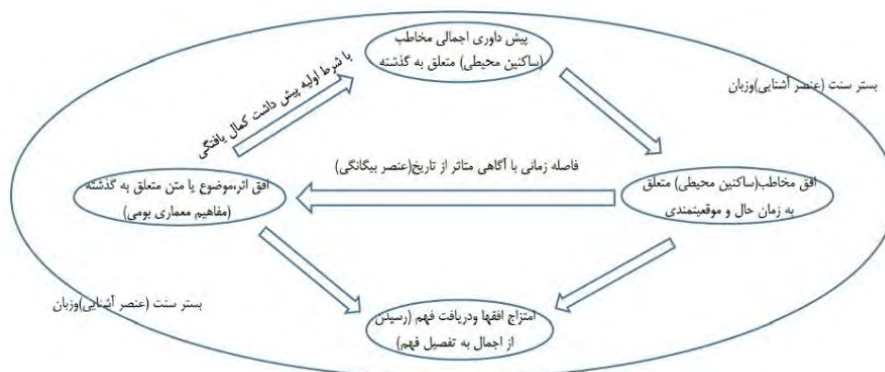 پیش داوری اجمالی مخاطب
(ساکنین محیطی) متعلق به گذشته
با شرط اولیه پیش داشت کمال یافتگی
بستر سنت (عنصر آشنایی)وزبان
فاصله زمانی با آگاهی متاثر از تاریخ(عنصر بیگانگی)
افق مخاطب(ساکنین محیطی) متعلق
به زمان حال و موقعیتمندی
افق اثر،موضوع یا متن متعلق به گذشته
(مفاهیم معماری بومی)
بستر سنت (عنصر آشنایی)وزبان
امتزاج افقها ودریافت فهم (رسیدن
از اجمال به تفصیل فهم)